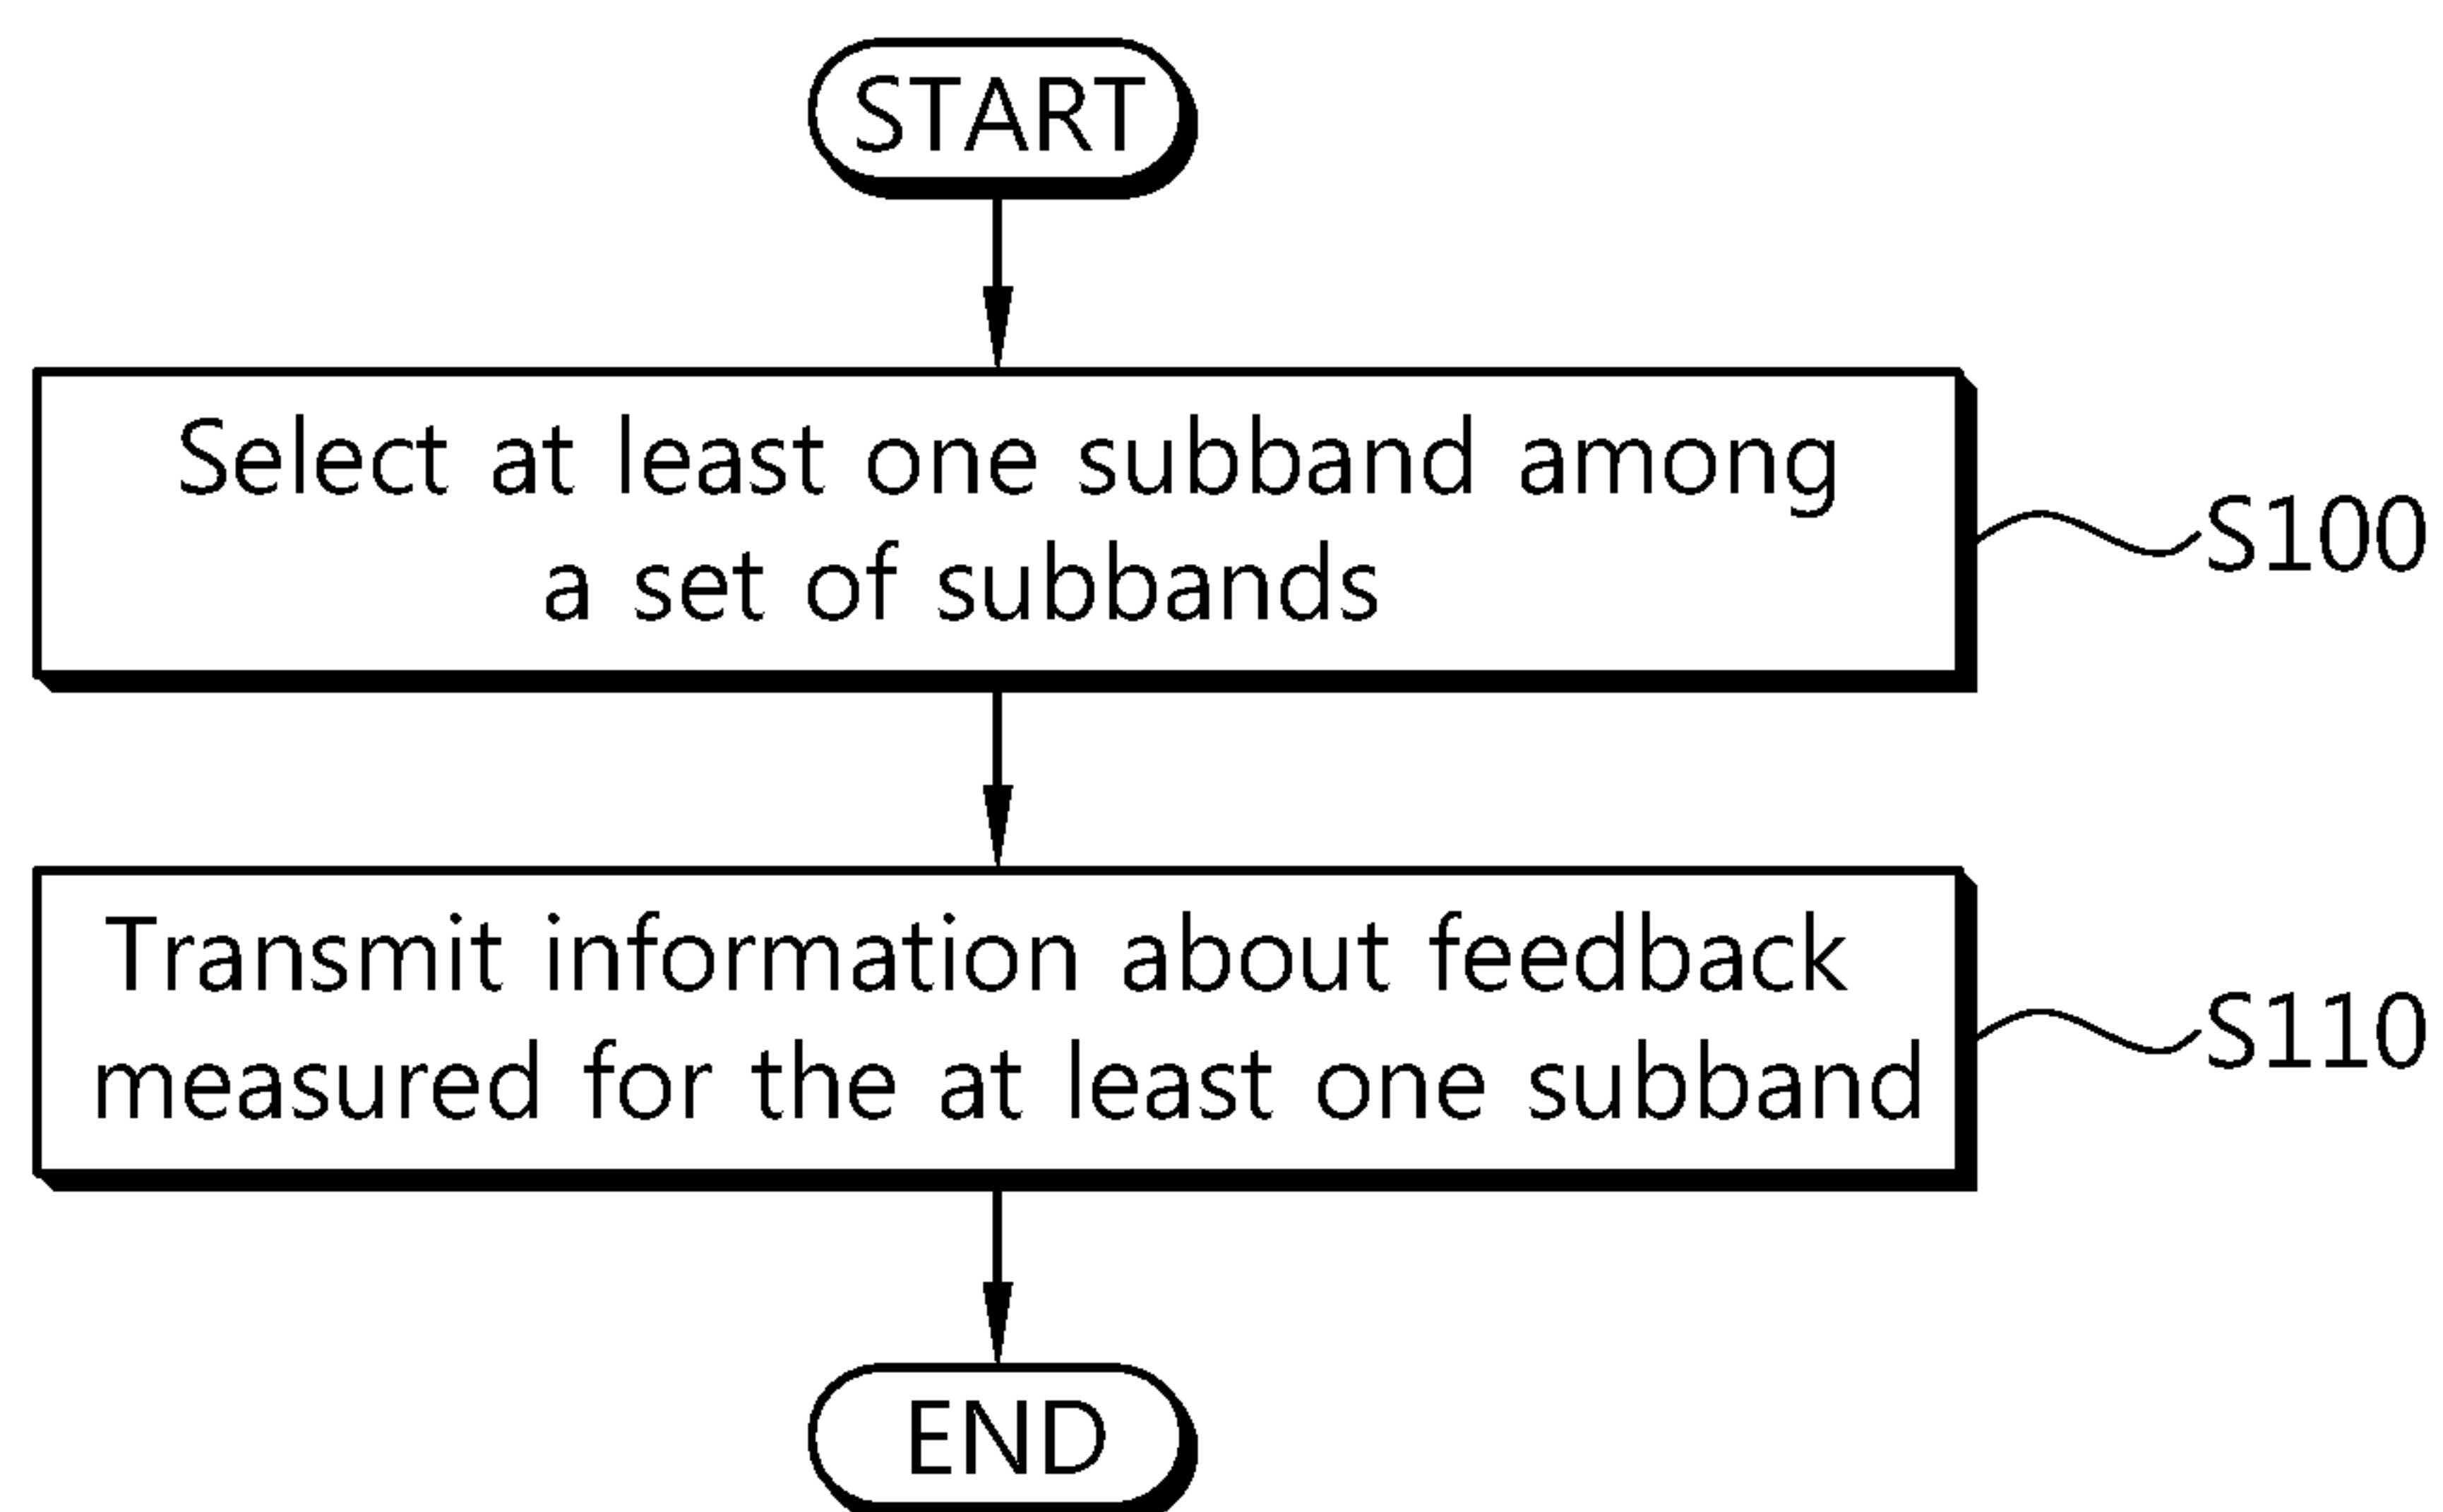 START
Select at least one subband among
a set of subbands
S100
Transmit information about feedback
measured for the at least one subband
S110
END